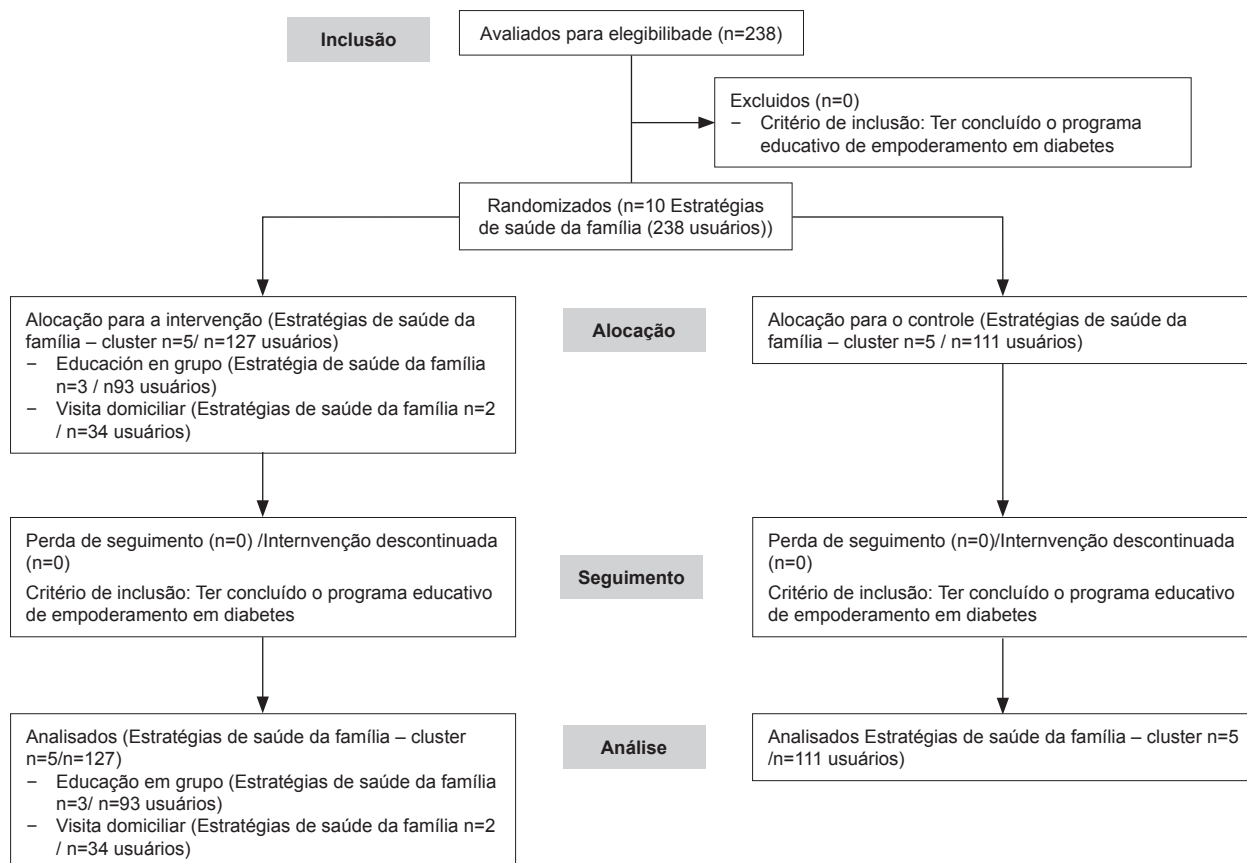 Inclusão
Avaliados para elegibilibade (n=238)
Excluidos (n=0)
− Critério de inclusão: Ter concluído o programa
educativo de empoderamento em diabetes
Randomizados (n=10 Estratégias
de saúde da família (238 usuários))
Alocação para a intervenção (Estratégias de saúde da
família – cluster n=5/ n=127 usuários)
− Educación en grupo (Estratégia de saúde da família
n=3 / n93 usuários)
− Visita domiciliar (Estratégias de saúde da família n=2
/ n=34 usuários)
Alocação
Alocação para o controle (Estratégias de saúde da
família – cluster n=5 / n=111 usuários)
Perda de seguimento (n=0) /Internvenção descontinuada
(n=0)
Critério de inclusão: Ter concluído o programa educativo
de empoderamento em diabetes
Seguimento
Perda de seguimento (n=0)/Internvenção descontinuada
(n=0)
Critério de inclusão: Ter concluído o programa educativo
de empoderamento em diabetes
Analisados (Estratégias de saúde da família – cluster
n=5/n=127)
− Educação em grupo (Estratégias de saúde da família
n=3/ n=93 usuários)
− Visita domiciliar (Estratégias de saúde da família n=2
/ n=34 usuários)
Análise
Analisados Estratégias de saúde da família – cluster n=5
/n=111 usuários)